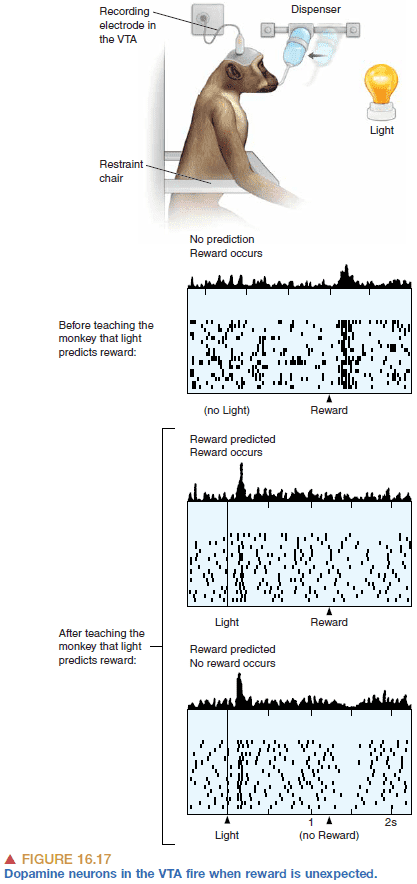 Recording
electrode in
the VTA
Dispenser
Light
Restraint
chair
No prediction
Reward occurs
Before teaching the
monkey that light
predicts reward:
(no Light) Reward
Reward predicted
Reward occurs
Light Reward
After teaching the
monkey that light
predicts reward:
Reward predicted
No reward occurs
1 2s
Light (no Reward)
▲ FIGURE 16.17
Dopamine neurons in the VTA fire when reward is unexpected.